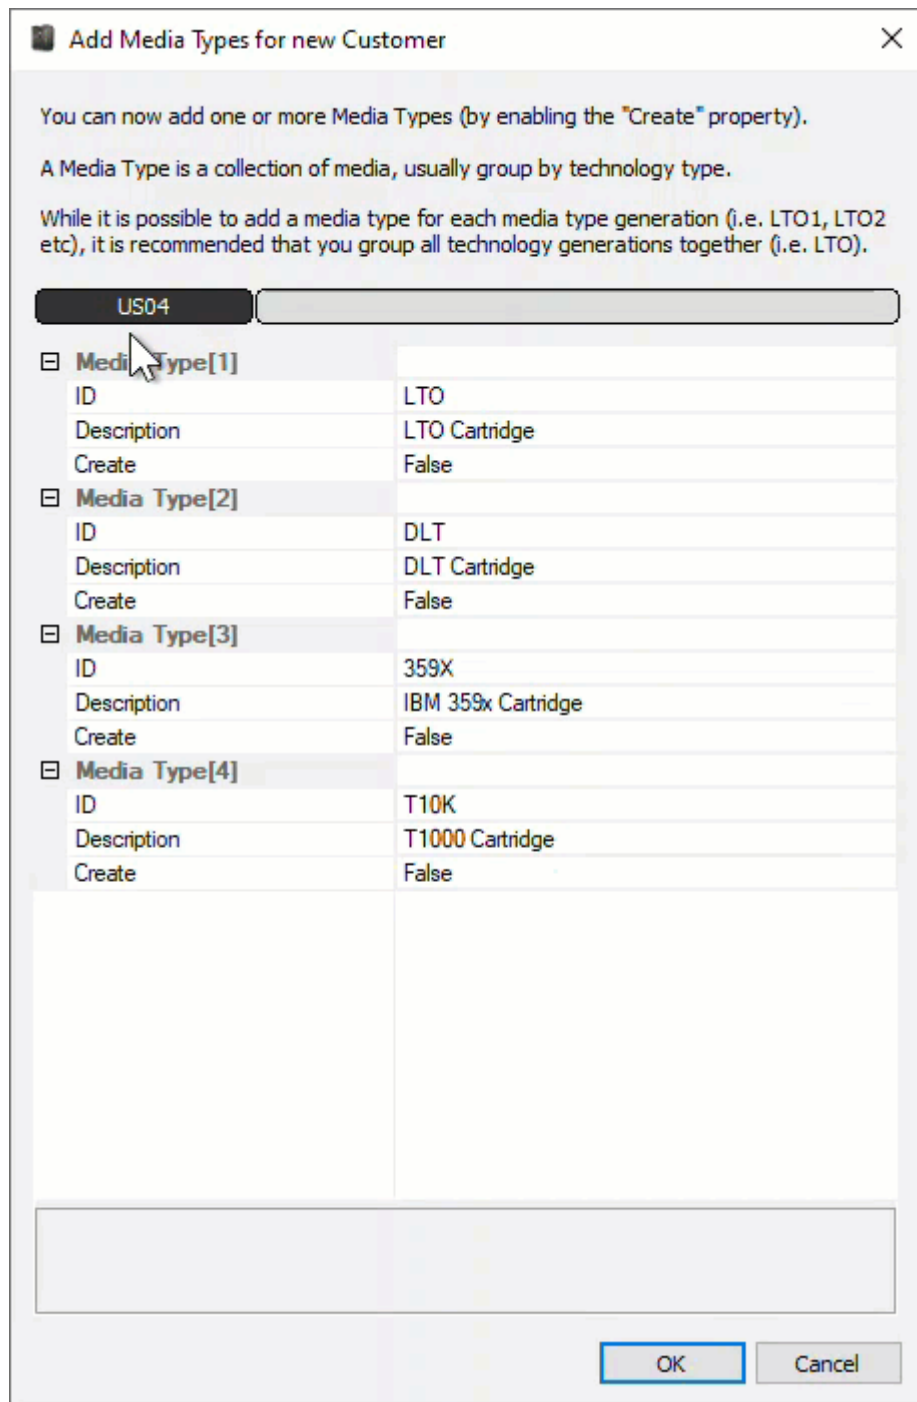 Add Media Types for new Customer
You can now add one or more Media Types (by enabling the "Create" property).
A Media Type is a collection of media, usually group by technology type.
While it is possible to add a media type for each media type generation (i.e. LTO1, LTO2
etc), it is recommended that you group all technology generations together (i.e. LTO).
US04
Media Type[1]
ID LTO
Description LTO Cartridge
Create False
Media Type[2]
ID DLT
Description DLT Cartridge
Create False
Media Type[3]
ID 359X
Description IBM 359x Cartridge
Create False
Media Type[4]
ID T10K
Description T1000 Cartridge
Create False
OK Cancel